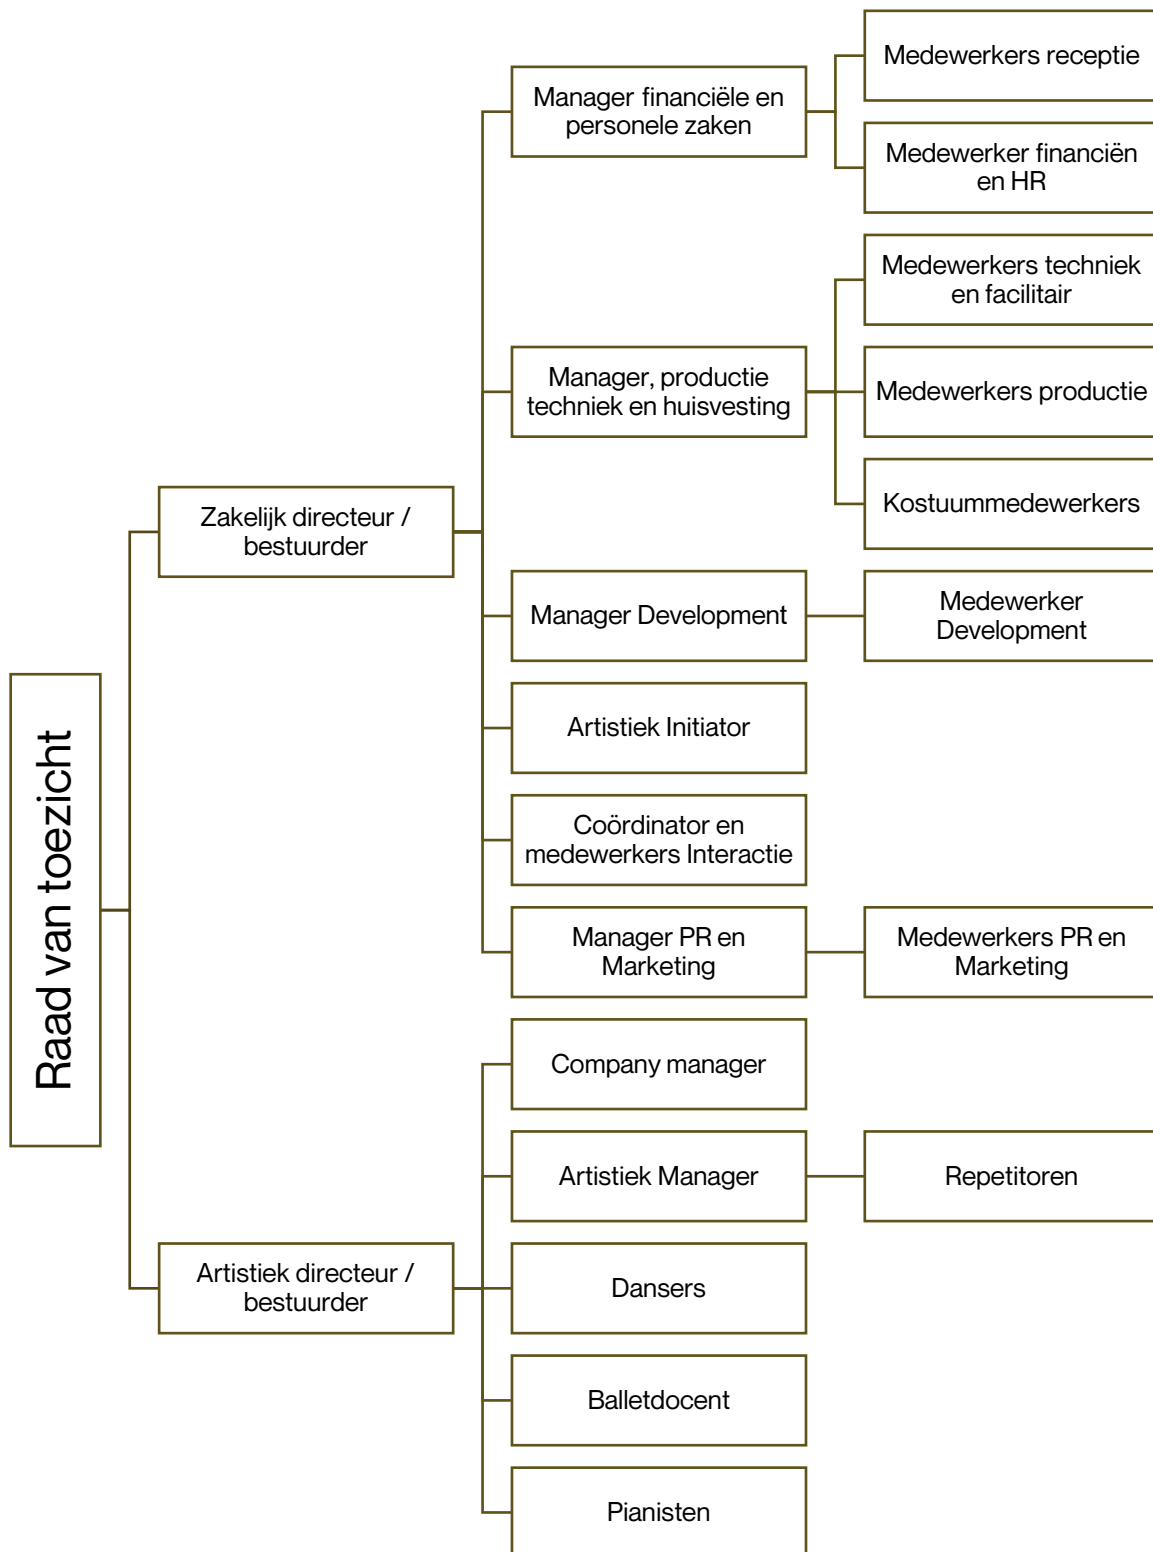 Raad van toezicht
Zakelijk directeur /
bestuurder
Manager financiële en
personele zaken
Medewerkers receptie
Medewerker financiën
en HR
Manager, productie
techniek en huisvesting
Medewerkers techniek
en facilitair
Medewerkers productie
Kostuummedewerkers
Manager Development
Medewerker
Development
Artistiek Initiator
Coördinator en
medewerkers Interactie
Manager PR en
Marketing
Medewerkers PR en
Marketing
Artistiek directeur /
bestuurder
Company manager
Artistiek Manager
Repetitoren
Dansers
Balletdocent
Pianisten